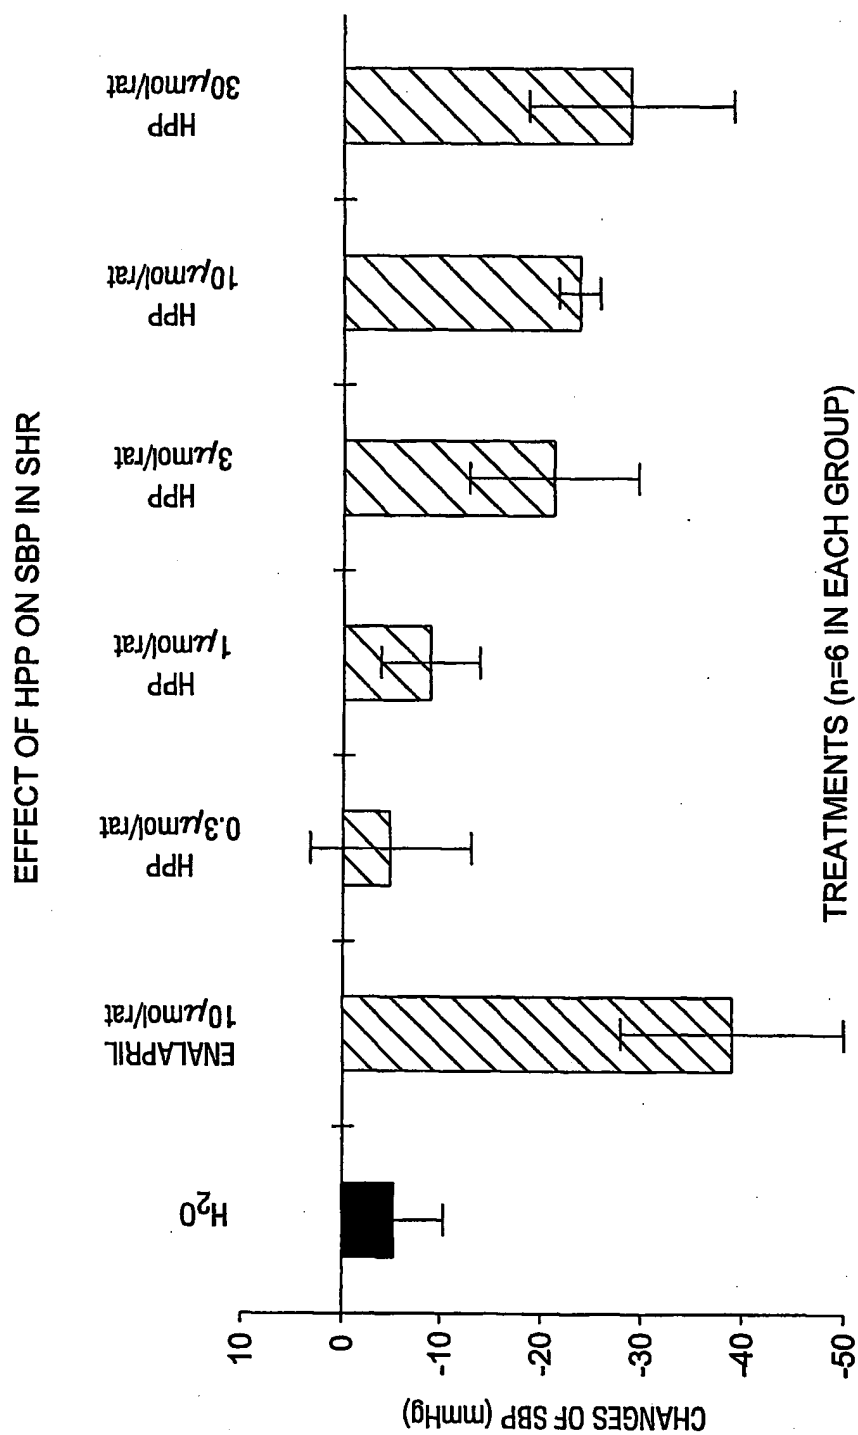 EFFECT OF HPP ON SBP IN SHR
H₂O
ENALAPRIL
10μmol/rat
HPP
0.3μmol/rat
HPP
1μmol/rat
HPP
3μmol/rat
HPP
10μmol/rat
HPP
30μmol/rat
CHANGES OF SBP (mmHg)
10
0
-10
-20
-30
-40
-50
TREATMENTS (n=6 IN EACH GROUP)